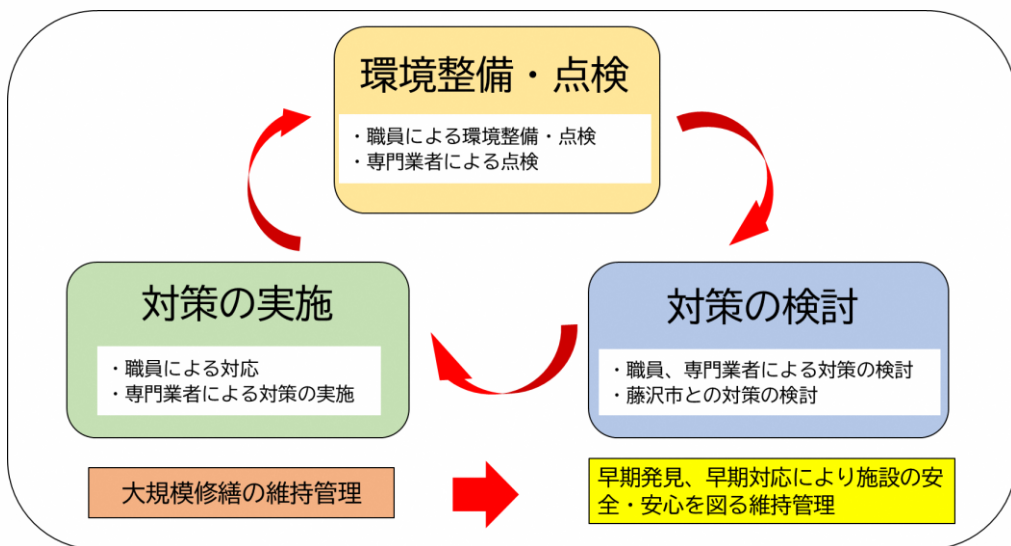 環境整備・点検
・職員による環境整備・点検
・専門業者による点検
対策の検討
・職員、専門業者による対策の検討
・藤沢市との対策の検討
対策の実施
・職員による対応
・専門業者による対策の実施
大規模修繕の維持管理
早期発見、早期対応により施設の安
全・安心を図る維持管理